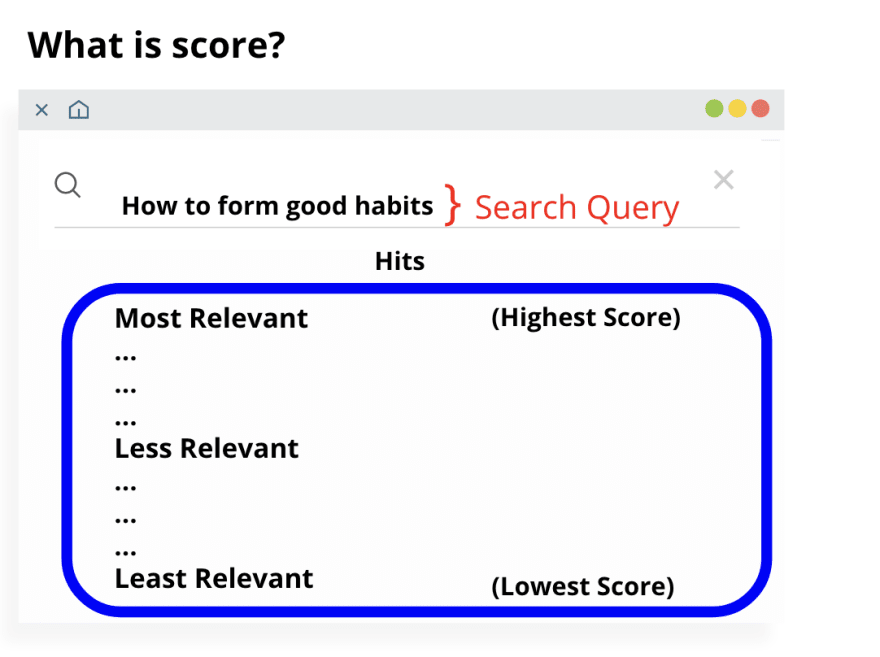 What is score?
How to form good habits } Search Query
Hits
Most Relevant (Highest Score)
...
...
...
Less Relevant
...
...
...
Least Relevant (Lowest Score)